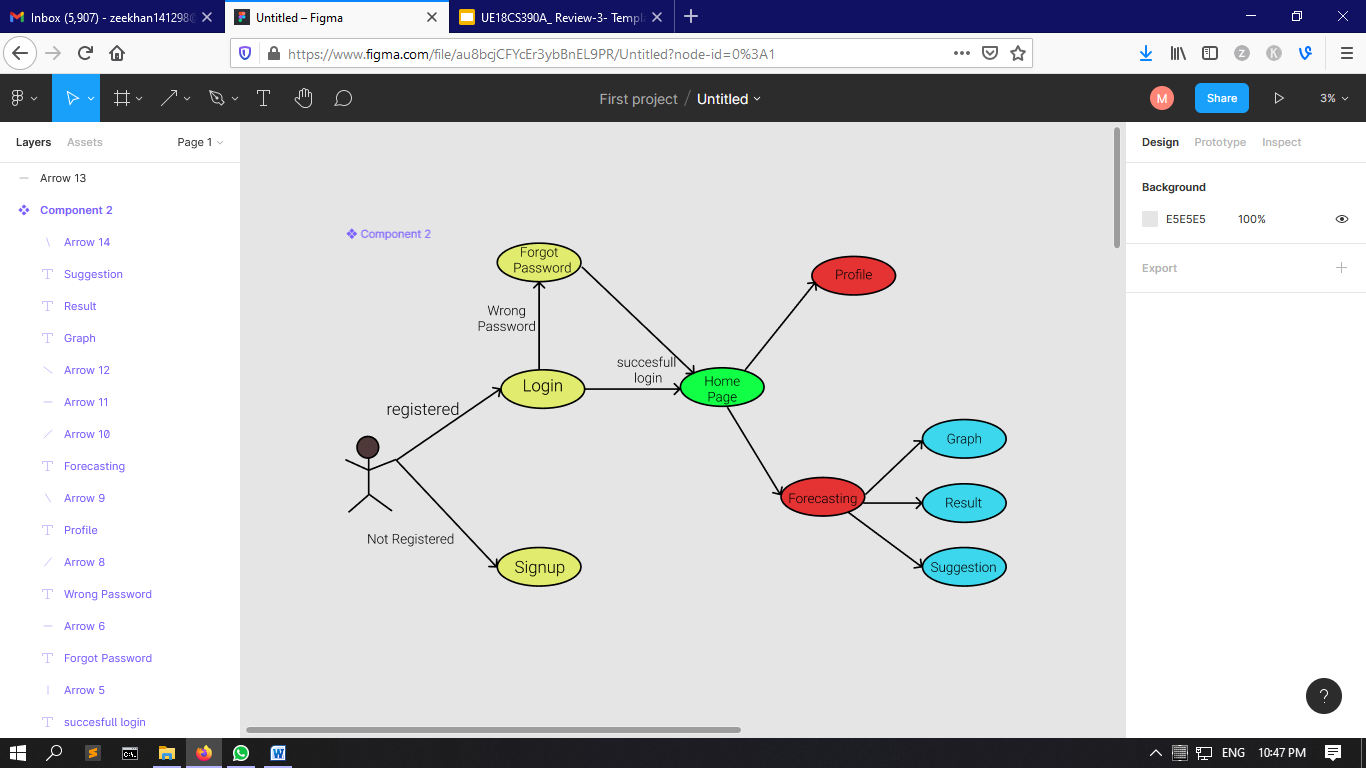 Inbox (5,907) - zeekhan141298
Untitled – Figma
UE18CS390A_ Review-3- Templ
https://www.figma.com/file/au8bcjCFYcEr3ybBnEL9PR/Untitled?node-id=0%3A1
First project / Untitled
M
Share
3%
Layers
Assets
Page 1
Design
Prototype
Inspect
Arrow 13
Component 2
Arrow 14
Suggestion
Result
Graph
Arrow 12
Arrow 11
Arrow 10
Forecasting
Arrow 9
Profile
Arrow 8
Wrong Password
Arrow 6
Forgot Password
Arrow 5
succesfull login
Component 2
Forgot
Password
Profile
Wrong
Password
succesfull
login
Login
Home
Page
registered
Graph
Forecasting
Result
Not Registered
Signup
Suggestion
Background
E5E5E5
100%
Export
?
ENG
10:47 PM